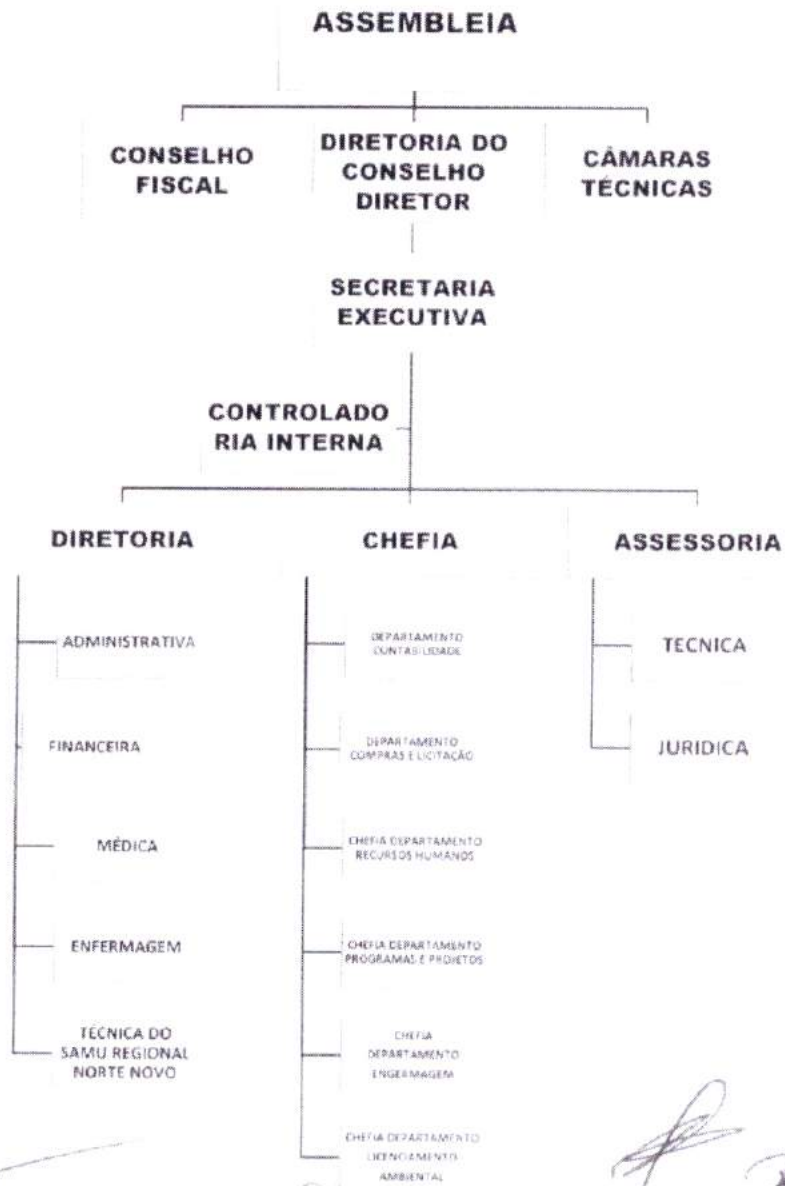 ASSEMBLEIA
CONSELHO
FISCAL
DIRETORIA DO
CONSELHO
DIRETOR
CÂMARAS
TÉCNICAS
SECRETARIA
EXECUTIVA
CONTROLADO
RIA INTERNA
DIRETORIA
ADMINISTRATIVA
FINANCEIRA
MÉDICA
ENFERMAGEM
TÉCNICA DO
SAMU REGIONAL
NORTE NOVO
CHEFIA
DEPARTAMENTO
CONTABILIDADE
DEPARTAMENTO
COMPRAS E LICITAÇÃO
CHEFIA DEPARTAMENTO
RECURSOS HUMANOS
CHEFIA DEPARTAMENTO
PROGRAMAS E PROJETOS
CHEFIA
DEPARTAMENTO
ENGERMAGEM
CHEFIA DEPARTAMENTO
LICENCIAMENTO
AMBIENTAL
ASSESSORIA
TECNICA
JURIDICA